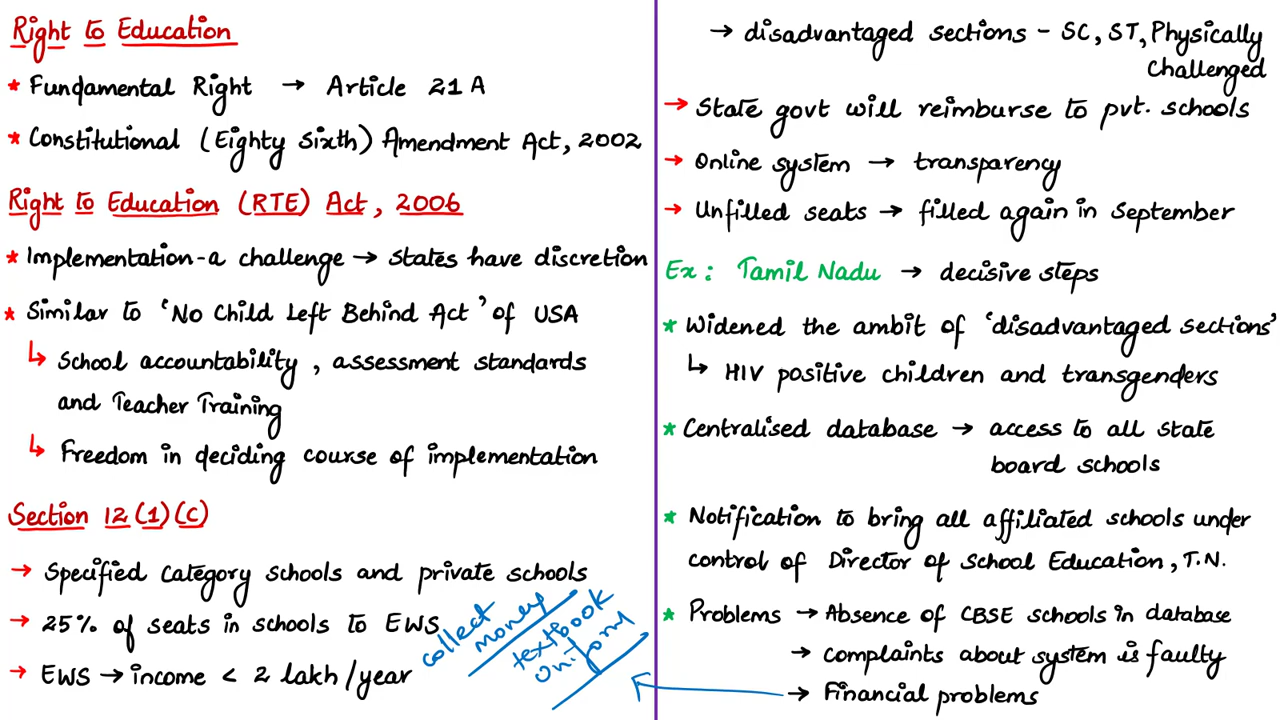 Right to Education
* Fundamental Right → Article 21 A
* Constitutional (Eighty Sixth) Amendment Act, 2002
Right to Education (RTE) Act, 2006
* Implementation - a challenge → States have discretion
* Similar to 'No Child Left Behind Act' of USA
↳ School accountability, assessment standards
and Teacher Training
↳ Freedom in deciding course of implementation
Section 12 (1) (C)
→ Specified Category schools and private schools
→ 25% of seats in schools to EWS
→ EWS → income < 2 lakh/year
collect
money
textbook
Uniform
→ disadvantaged sections - SC, ST, Physically
Challenged
→ State govt will reimburse to pvt. schools
→ Online system → transparency
→ Unfilled seats → filled again in September
Ex: Tamil Nadu → decisive steps
* Widened the ambit of 'disadvantaged sections'
↳ HIV positive children and transgenders
* Centralised database → access to all state
board schools
* Notification to bring all affiliated schools under
control of Director of School Education, T.N.
* Problems → Absence of CBSE schools in database
→ complaints about system is faulty
→ Financial problems